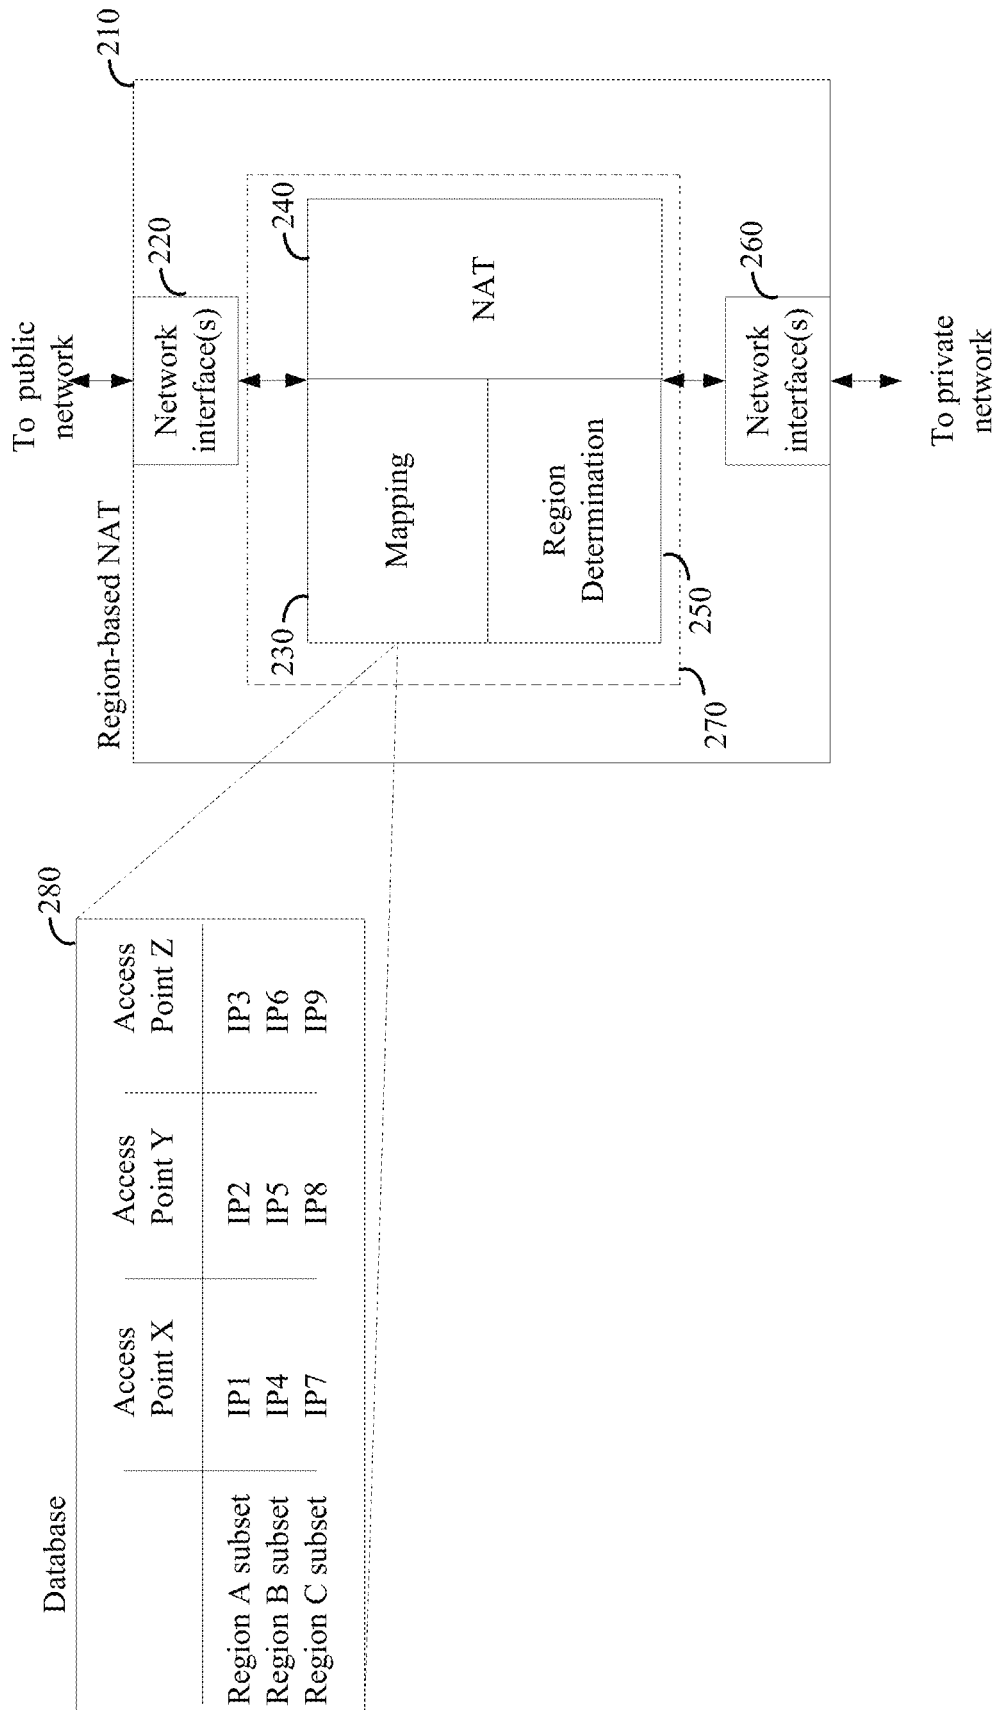 Database
280
Access Point X
Access Point Y
Access Point Z
Region A subset IP1 IP2 IP3
Region B subset IP4 IP5 IP6
Region C subset IP7 IP8 IP9
To public
network
Region-based NAT
210
Network
interface(s)
220
230
Mapping
240
NAT
Region
Determination
250
270
Network
interface(s)
260
To private
network